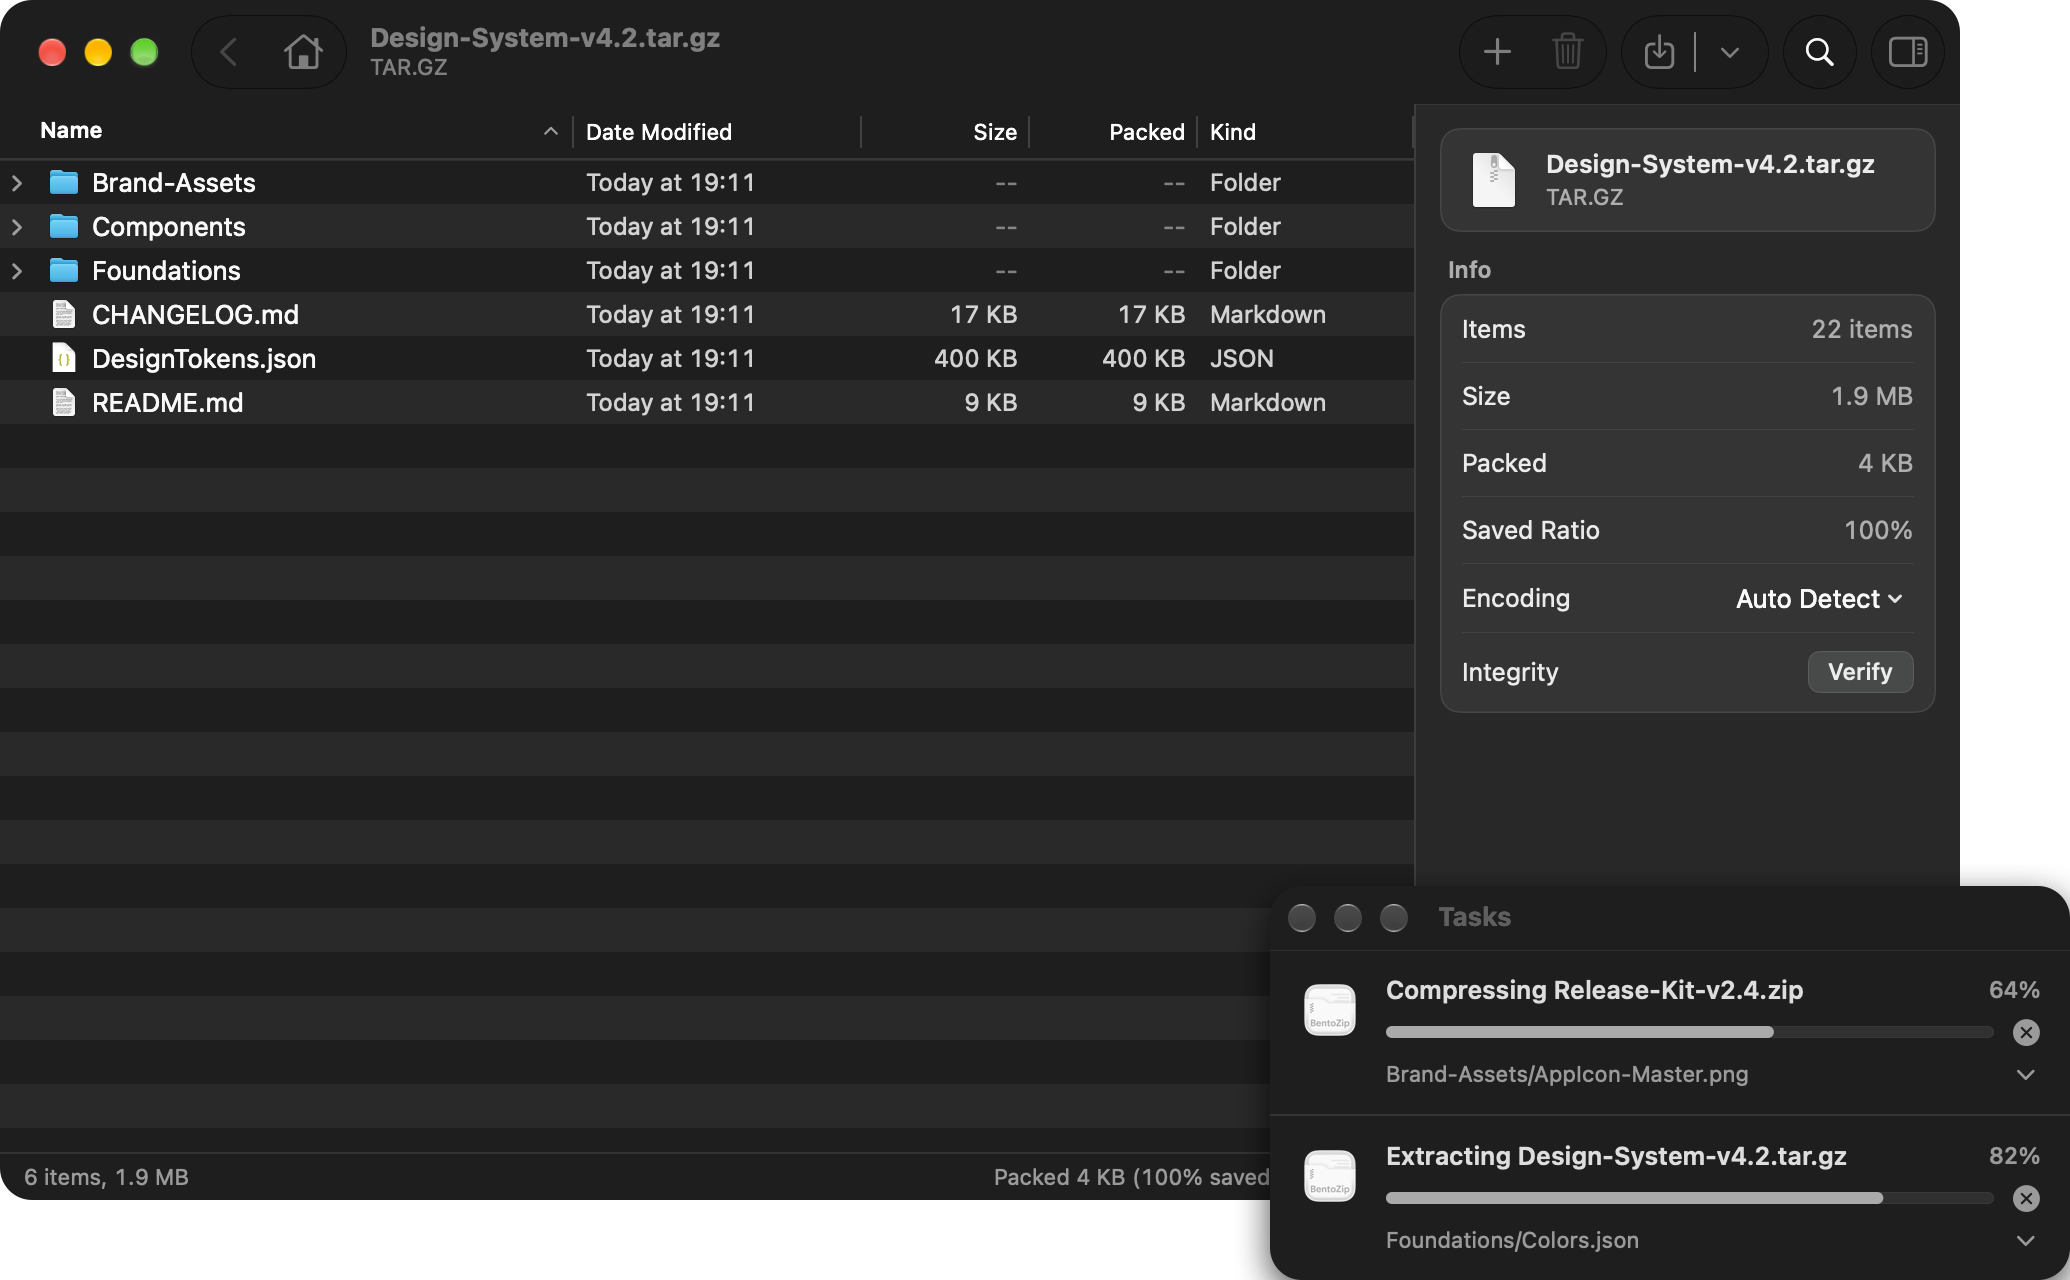 Design-System-v4.2.tar.gz
TAR.GZ
Name Date Modified Size Packed Kind
Brand-Assets Today at 19:11 -- -- Folder
Components Today at 19:11 -- -- Folder
Foundations Today at 19:11 -- -- Folder
CHANGELOG.md Today at 19:11 17 KB 17 KB Markdown
DesignTokens.json Today at 19:11 400 KB 400 KB JSON
README.md Today at 19:11 9 KB 9 KB Markdown
6 items, 1.9 MB
Packed 4 KB (100% saved
Design-System-v4.2.tar.gz
TAR.GZ
Info
Items 22 items
Size 1.9 MB
Packed 4 KB
Saved Ratio 100%
Encoding Auto Detect
Integrity Verify
Tasks
BentoZip
Compressing Release-Kit-v2.4.zip 64%
Brand-Assets/AppIcon-Master.png
BentoZip
Extracting Design-System-v4.2.tar.gz 82%
Foundations/Colors.json